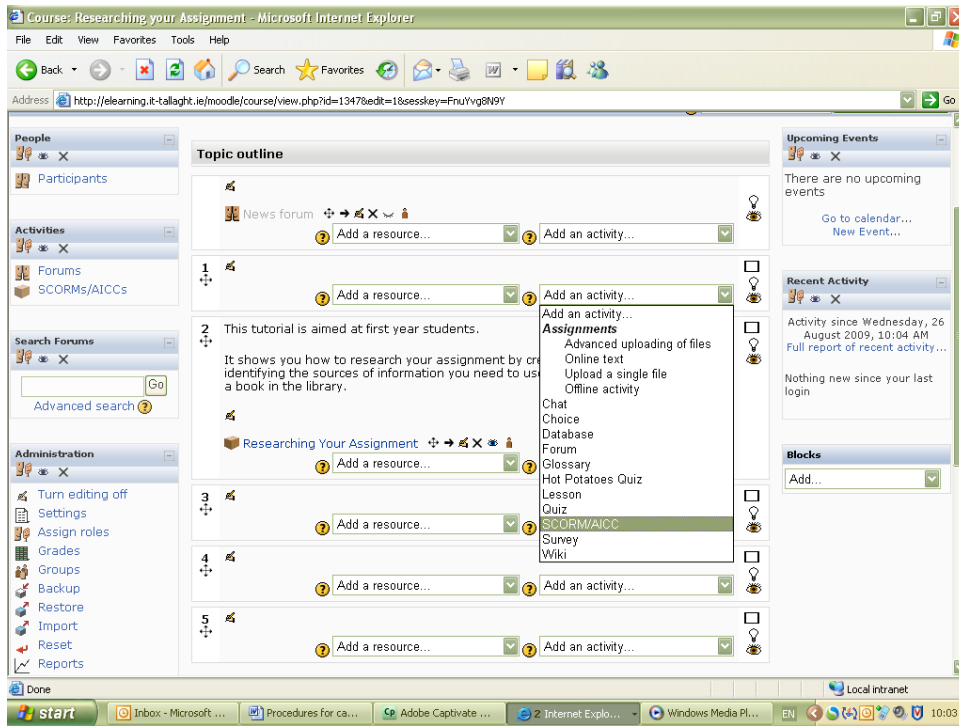 Course: Researching your Assignment - Microsoft Internet Explorer
File Edit View Favorites Tools Help
Back Search Favorites
Address http://elearning.it-tallaght.ie/moodle/course/view.php?id=1347&edit=1&sesskey=FnuYvg8N9Y Go
People
Participants
Activities
Forums
SCORMs/AICCs
Search Forums
Go
Advanced search
Administration
Turn editing off
Settings
Assign roles
Grades
Groups
Backup
Restore
Import
Reset
Reports
Topic outline
News forum
Add a resource... Add an activity...
1
Add a resource... Add an activity...
Add an activity...
Assignments
Advanced uploading of files
Online text
Upload a single file
Offline activity
Chat
Choice
Database
Forum
Glossary
Hot Potatoes Quiz
Lesson
Quiz
SCORM/AICC
Survey
Wiki
2 This tutorial is aimed at first year students.
It shows you how to research your assignment by
identifying the sources of information you need to
a book in the library.
Researching Your Assignment
Add a resource...
3
Add a resource...
4
Add a resource... Add an activity...
5
Add a resource... Add an activity...
Upcoming Events
There are no upcoming
events
Go to calendar...
New Event...
Recent Activity
Activity since Wednesday, 26
August 2009, 10:04 AM
Full report of recent activity...
Nothing new since your last
login
Blocks
Add...
Done Local intranet
start Inbox - Microsoft ... Procedures for ca... Adobe Captivate ... 2 Internet Explo... Windows Media Pl... EN 10:03